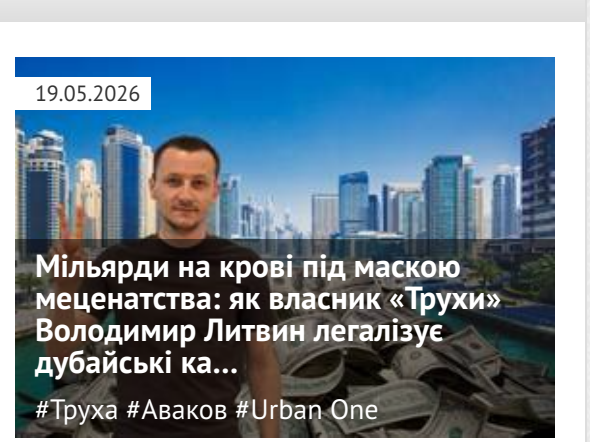 19.05.2026
Мільярди на крові під маскою
меценатства: як власник «Трухи»
Володимир Литвин легалізує
дубайські ка...
#Труха #Аваков #Urban One